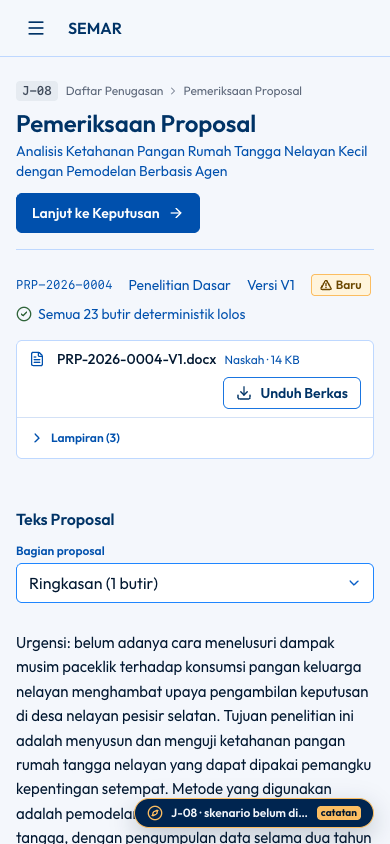 SEMAR
J-08 Daftar Penugasan Pemeriksaan Proposal
Pemeriksaan Proposal
Analisis Ketahanan Pangan Rumah Tangga Nelayan Kecil
dengan Pemodelan Berbasis Agen
Lanjut ke Keputusan
PRP-2026-0004 Penelitian Dasar Versi V1 Baru
Semua 23 butir deterministik lolos
PRP-2026-0004-V1.docx Naskah · 14 KB
Unduh Berkas
Lampiran (3)
Teks Proposal
Bagian proposal
Ringkasan (1 butir)
Urgensi: belum adanya cara menelusuri dampak
musim paceklik terhadap konsumsi pangan keluarga
nelayan menghambat upaya pengambilan keputusan
di desa nelayan pesisir selatan. Tujuan penelitian ini
adalah menyusun dan menguji ketahanan pangan
rumah tangga nelayan yang dapat dipakai pemangku
kepentingan setempat. Metode yang digunakan
adalah pemodela
J-08 · skenario belum di... catatan
tangga, dengan pengumpulan data selama dua tahun